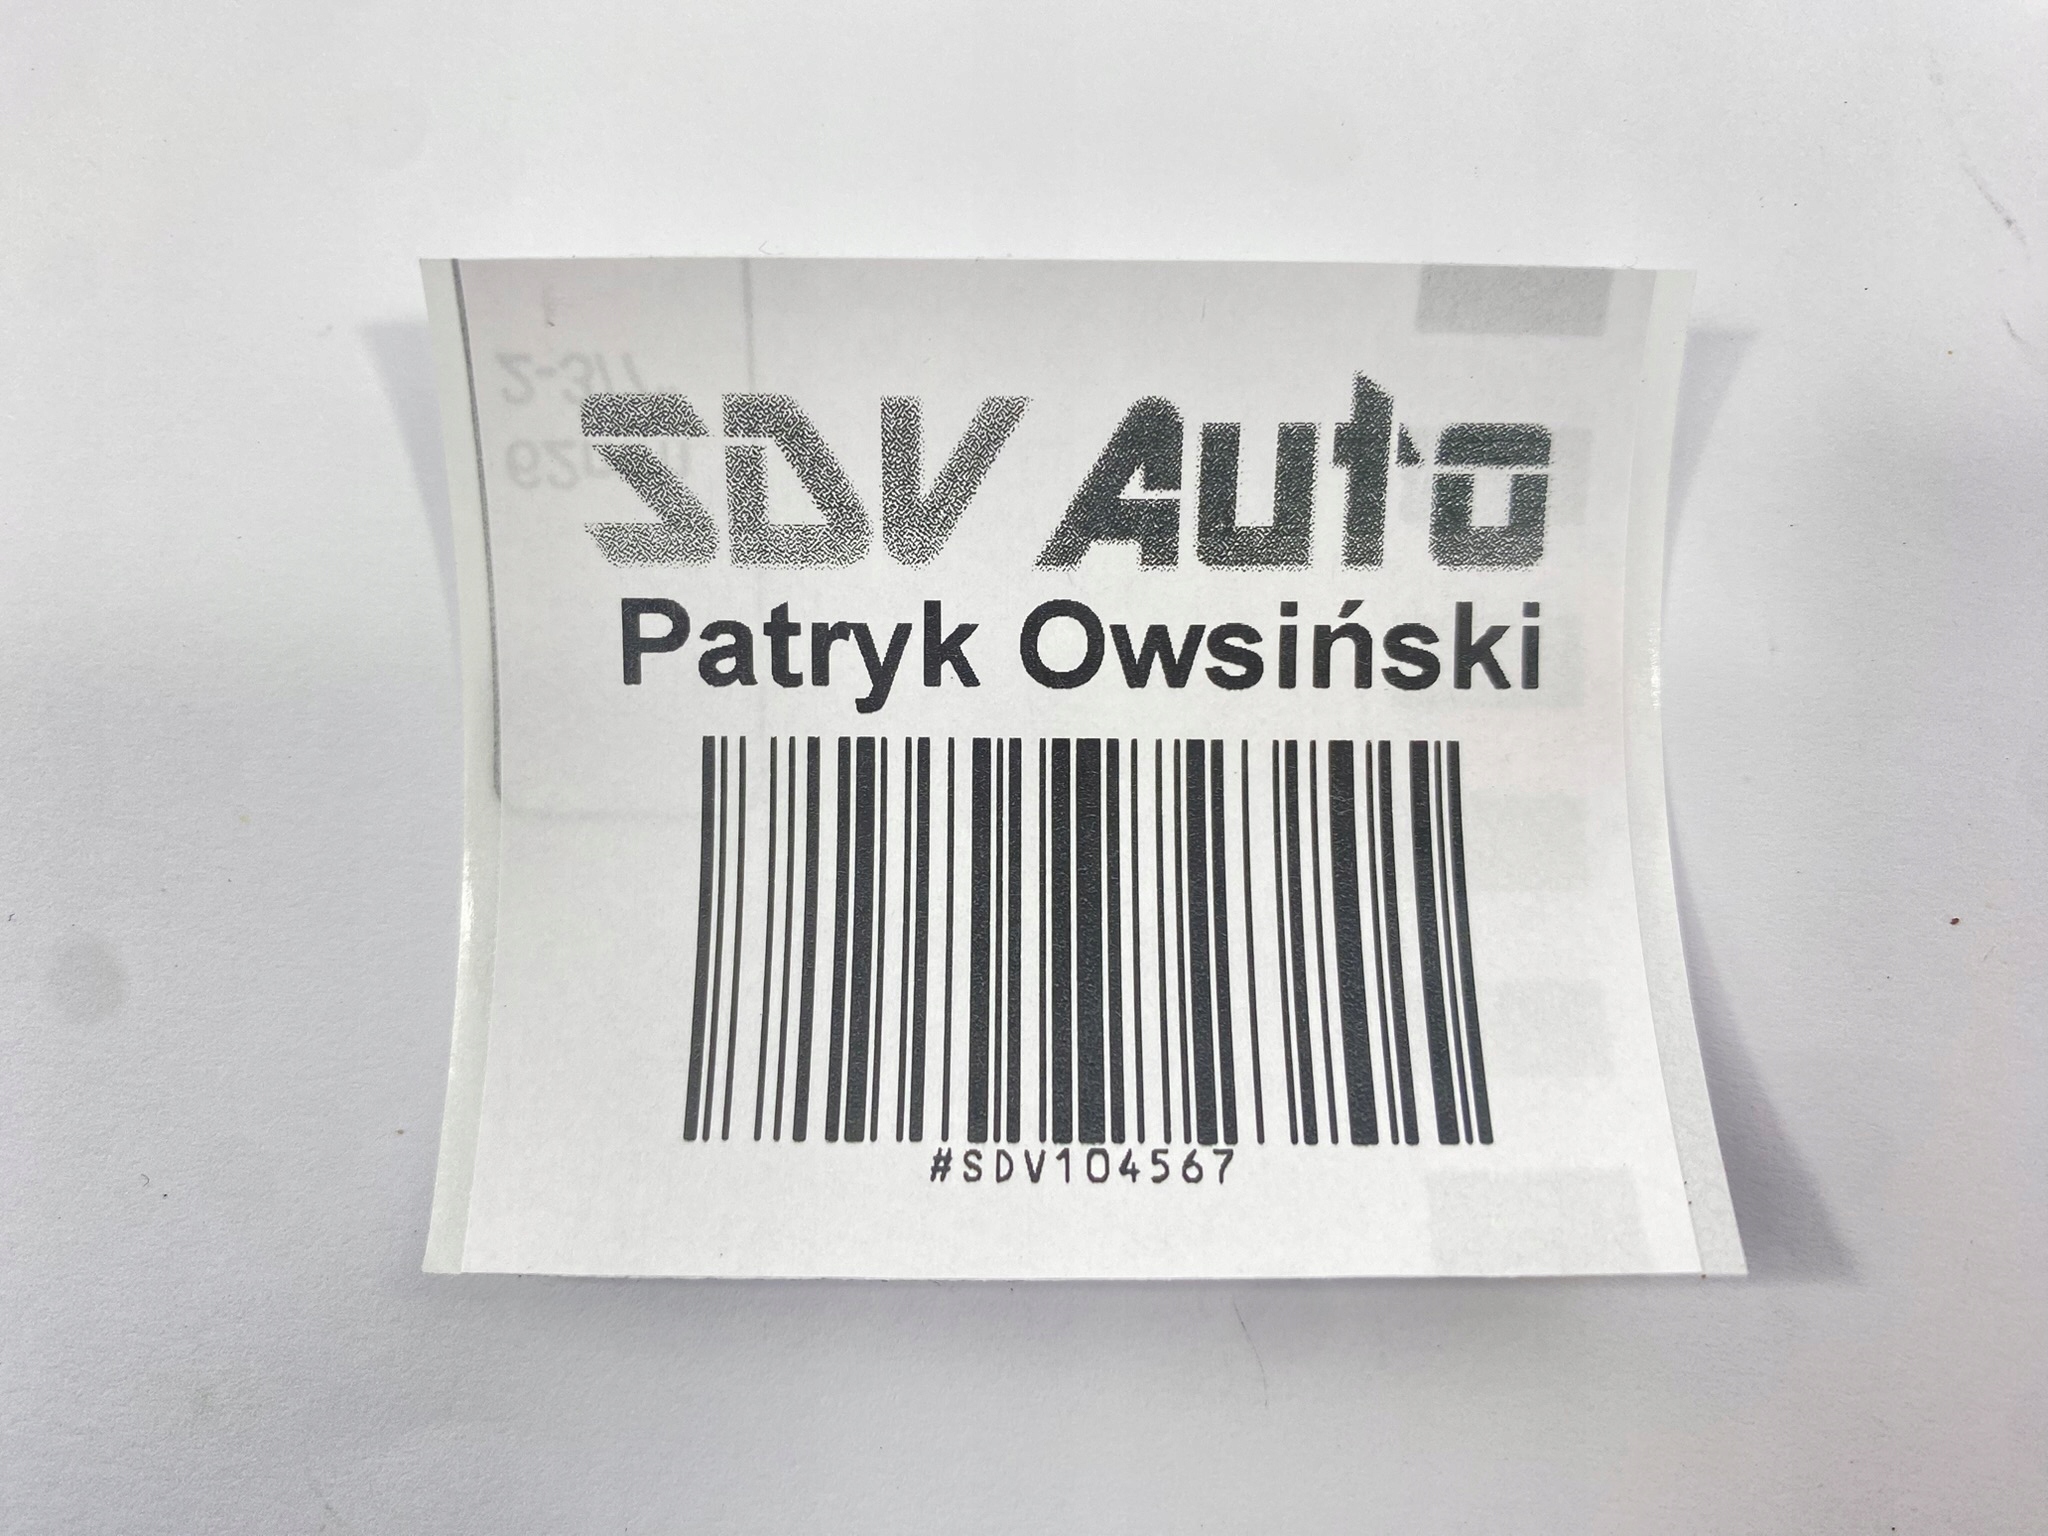 SDV Auto
Patryk Owsiński
#SDV104567